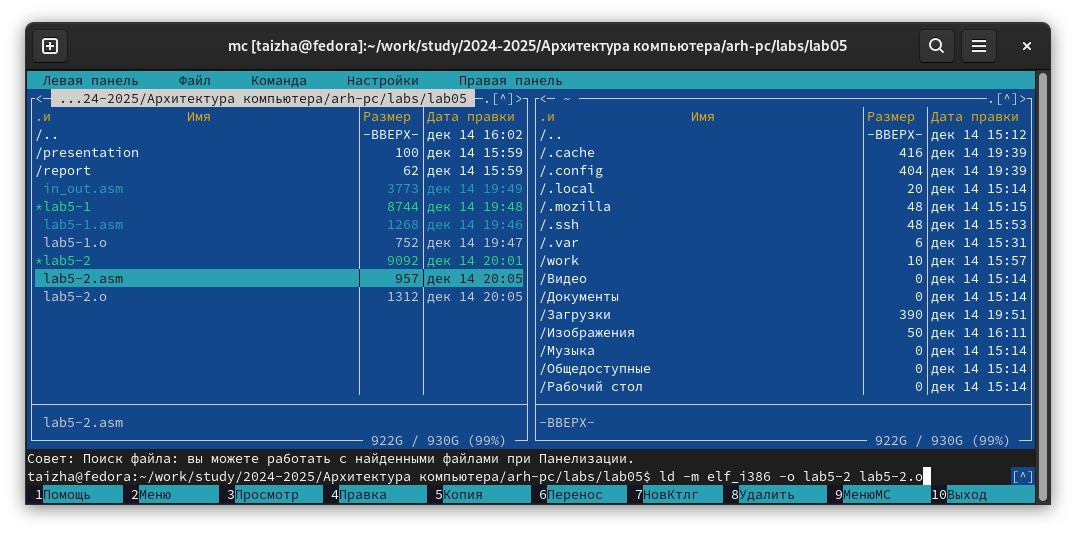 mc [taizha@fedora]:~/work/study/2024-2025/Архитектура компьютера/arh-pc/labs/lab05
Левая панель Файл Команда Настройки Правая панель
<— ...24-2025/Архитектура компьютера/arh-pc/labs/lab05 —.[^]> <— ~ —.[^]>
.и Имя Размер Дата правки .и Имя Размер Дата правки
/.. -ВВЕРХ- дек 14 16:02 /.. -ВВЕРХ- дек 14 15:12
/presentation 100 дек 14 15:59 /.cache 416 дек 14 19:39
/report 62 дек 14 15:59 /.config 404 дек 14 19:39
in_out.asm 3773 дек 14 19:49 /.local 20 дек 14 15:14
*lab5-1 8744 дек 14 19:48 /.mozilla 48 дек 14 15:15
lab5-1.asm 1268 дек 14 19:46 /.ssh 48 дек 14 15:53
lab5-1.o 752 дек 14 19:47 /.var 6 дек 14 15:31
*lab5-2 9092 дек 14 20:01 /work 10 дек 14 15:57
lab5-2.asm 957 дек 14 20:05 /Видео 0 дек 14 15:14
lab5-2.o 1312 дек 14 20:05 /Документы 0 дек 14 15:14
/Загрузки 390 дек 14 19:51
/Изображения 50 дек 14 16:11
/Музыка 0 дек 14 15:14
/Общедоступные 0 дек 14 15:14
/Рабочий стол 0 дек 14 15:14
lab5-2.asm -ВВЕРХ-
922G / 930G (99%) 922G / 930G (99%)
Совет: Поиск файла: вы можете работать с найденными файлами при Панелизации.
taizha@fedora:~/work/study/2024-2025/Архитектура компьютера/arh-pc/labs/lab05$ ld -m elf_i386 -o lab5-2 lab5-2.o [^]
1Помощь 2Меню 3Просмотр 4Правка 5Копия 6Перенос 7НовКтлг 8Удалить 9МенюMC 10Выход